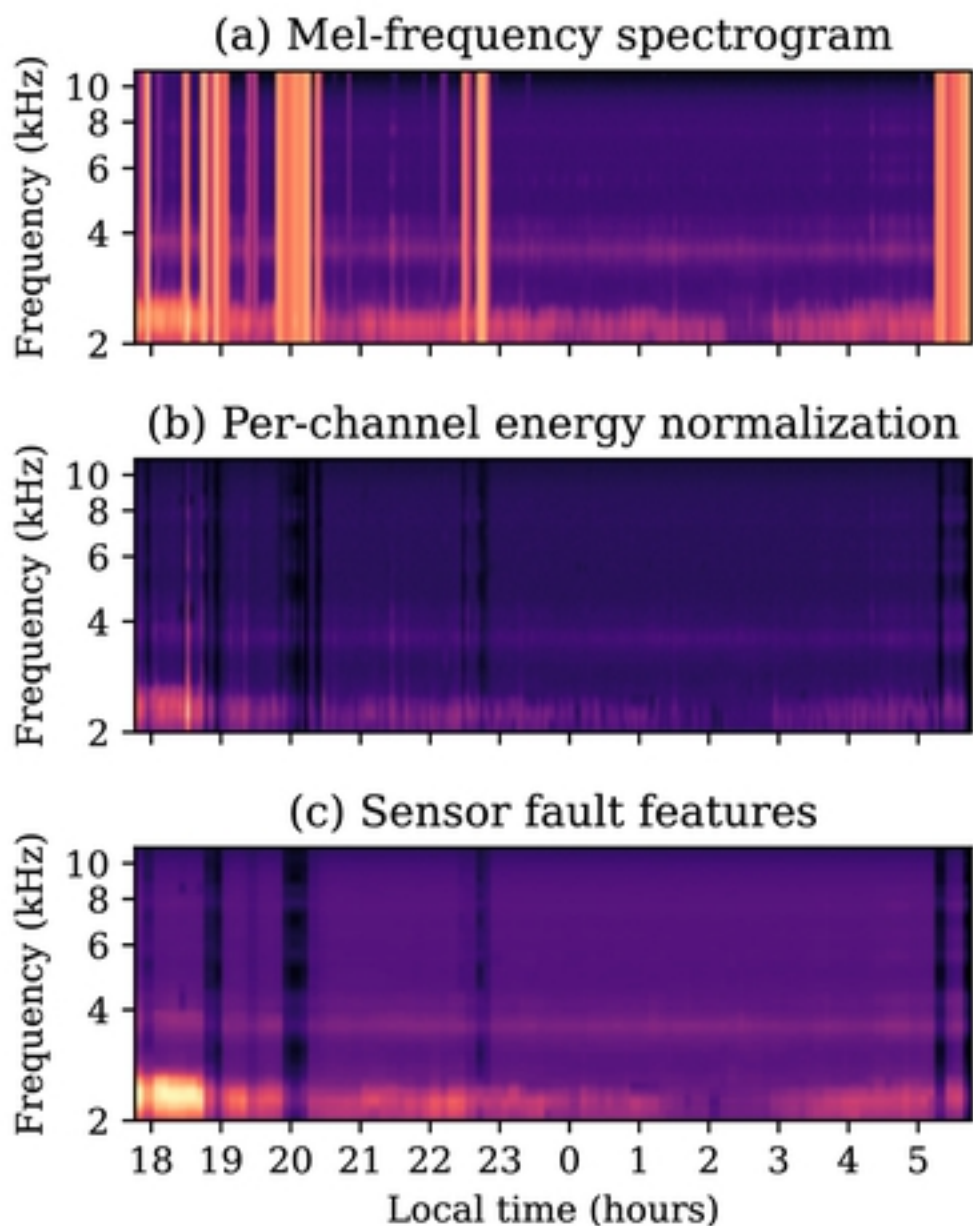 (a) Mel-frequency spectrogram
Frequency (kHz)
10
8
6
4
2
(b) Per-channel energy normalization
Frequency (kHz)
10
8
6
4
2
(c) Sensor fault features
Frequency (kHz)
10
8
6
4
2
18 19 20 21 22 23 0 1 2 3 4 5
Local time (hours)